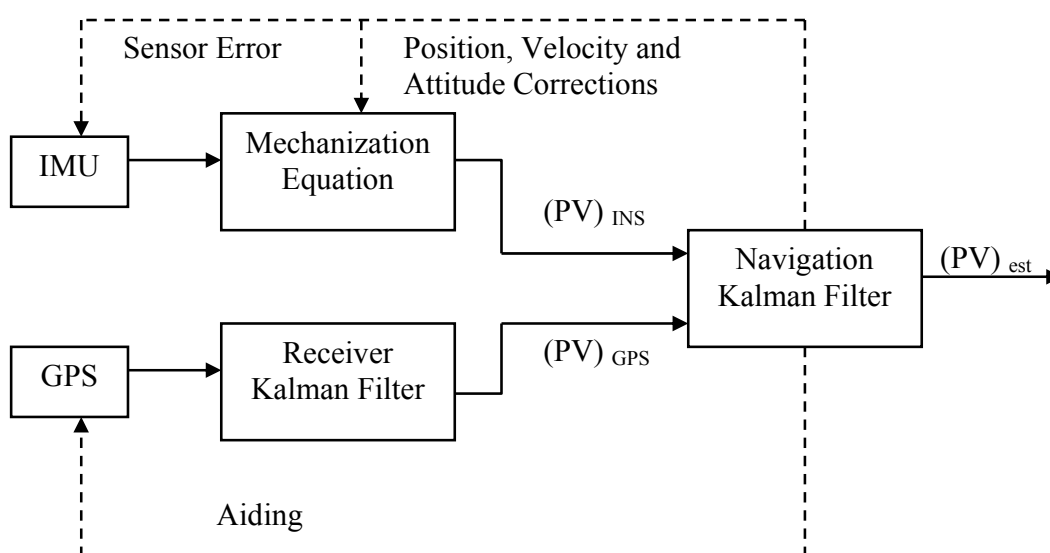 Sensor Error
Position, Velocity and
Attitude Corrections
IMU
Mechanization
Equation
(PV) INS
Navigation
Kalman Filter
(PV) est
GPS
Receiver
Kalman Filter
(PV) GPS
Aiding